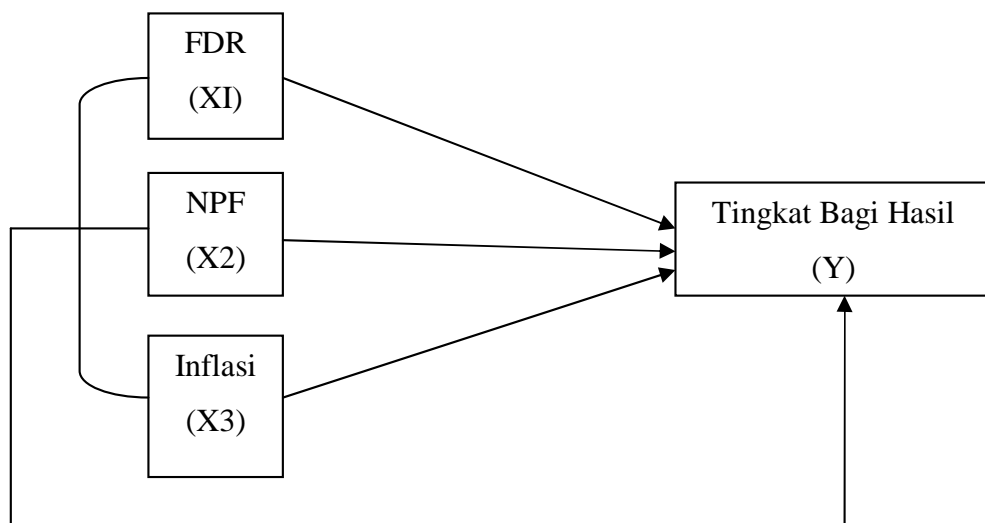 FDR
(XI)
NPF
(X2)
Inflasi
(X3)
Tingkat Bagi Hasil
(Y)